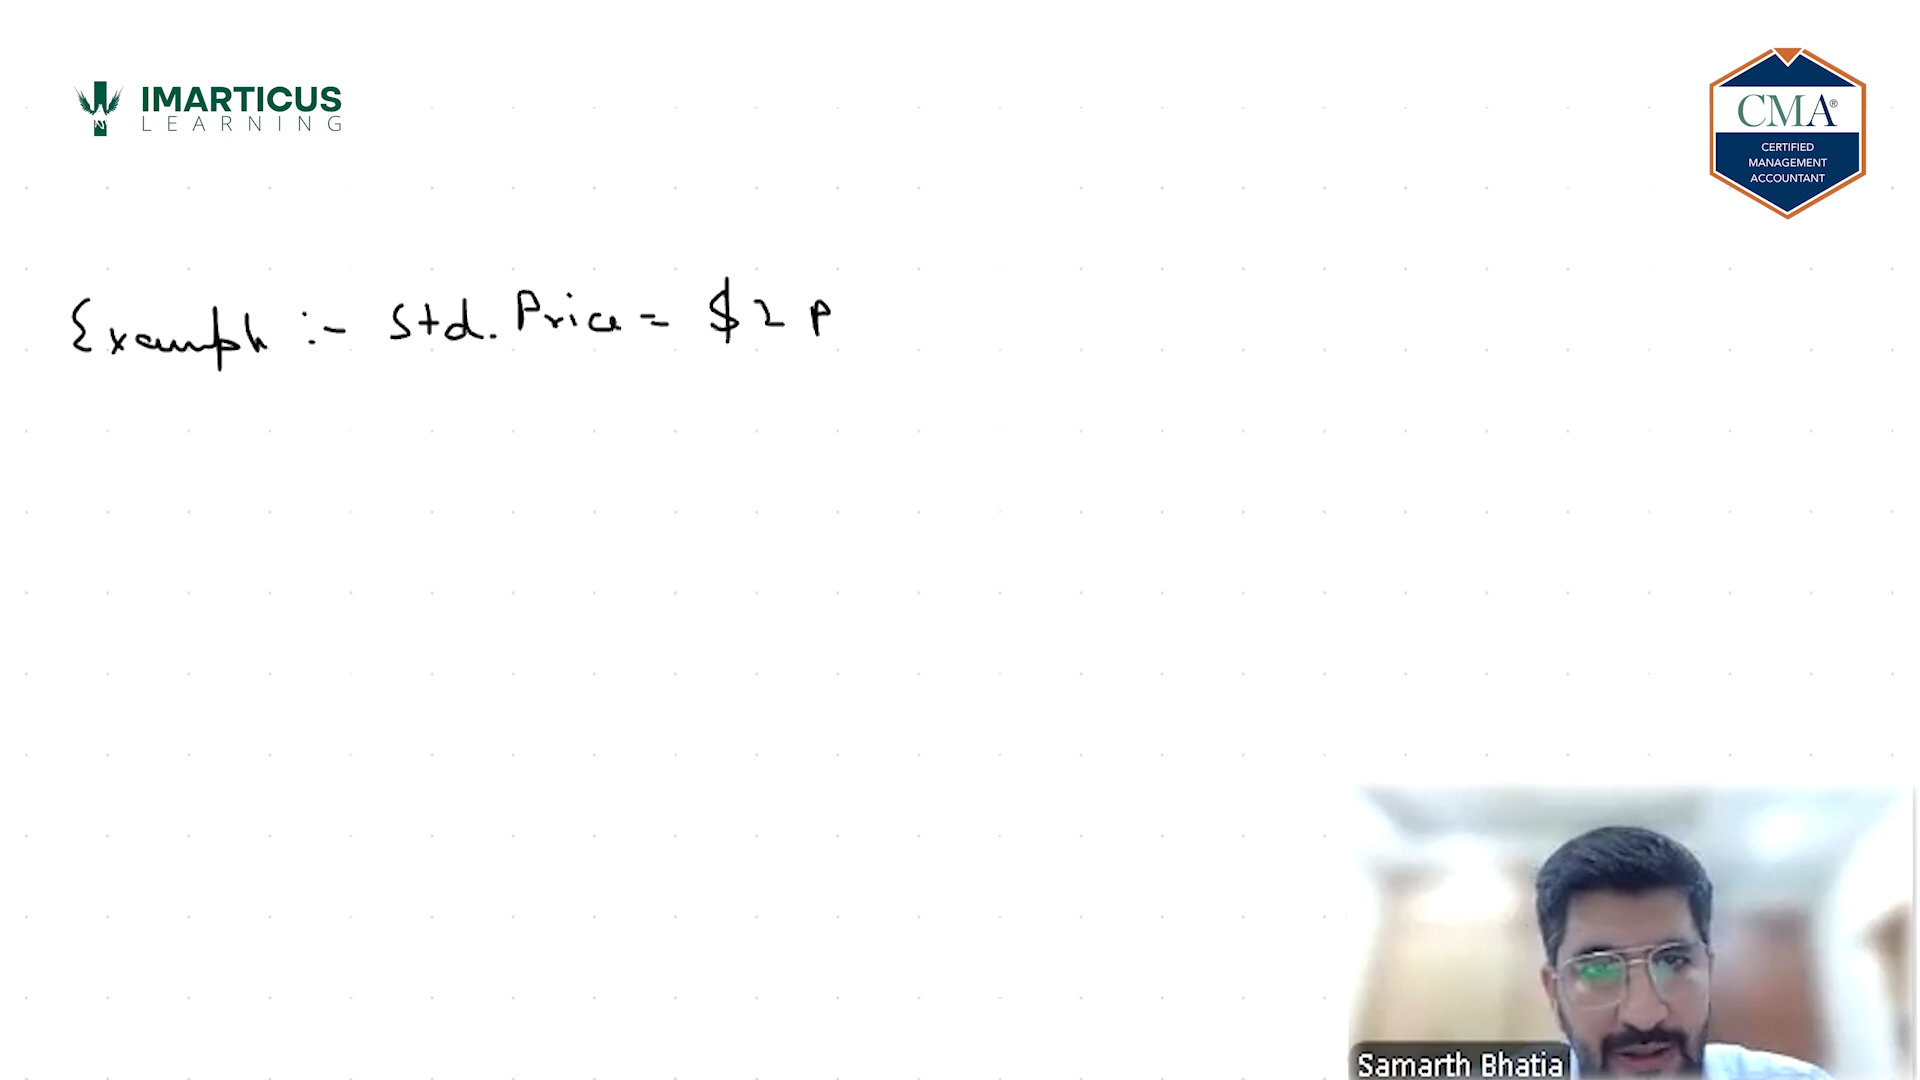 IMARTICUS
LEARNING
CMA®
CERTIFIED
MANAGEMENT
ACCOUNTANT
Example :- Std. Price = $2 P
Samarth Bhatia